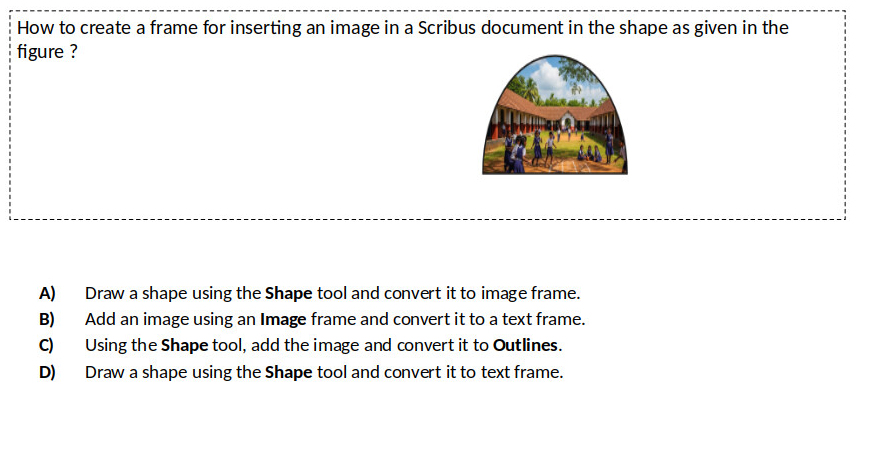 How to create a frame for inserting an image in a Scribus document in the shape as given in the
figure ?
A) Draw a shape using the Shape tool and convert it to image frame.
B) Add an image using an Image frame and convert it to a text frame.
C) Using the Shape tool, add the image and convert it to Outlines.
D) Draw a shape using the Shape tool and convert it to text frame.